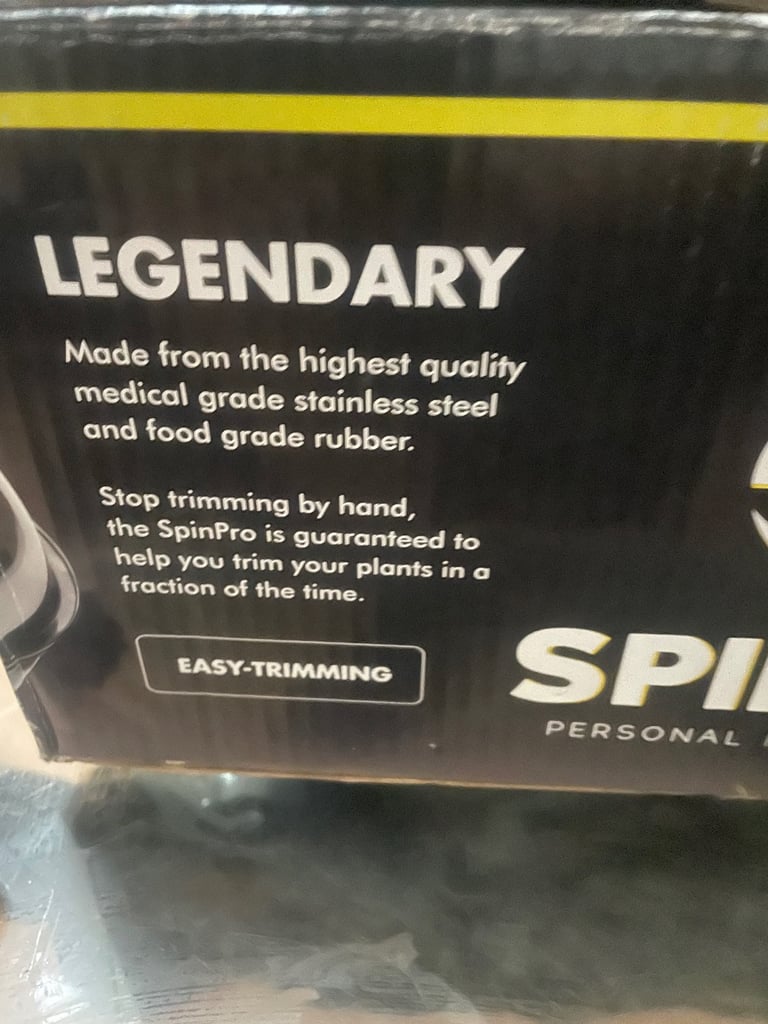 LEGENDARY
Made from the highest quality
medical grade stainless steel
and food grade rubber.
Stop trimming by hand,
the SpinPro is guaranteed to
help you trim your plants in a
fraction of the time.
EASY-TRIMMING
SPI
PERSONAL